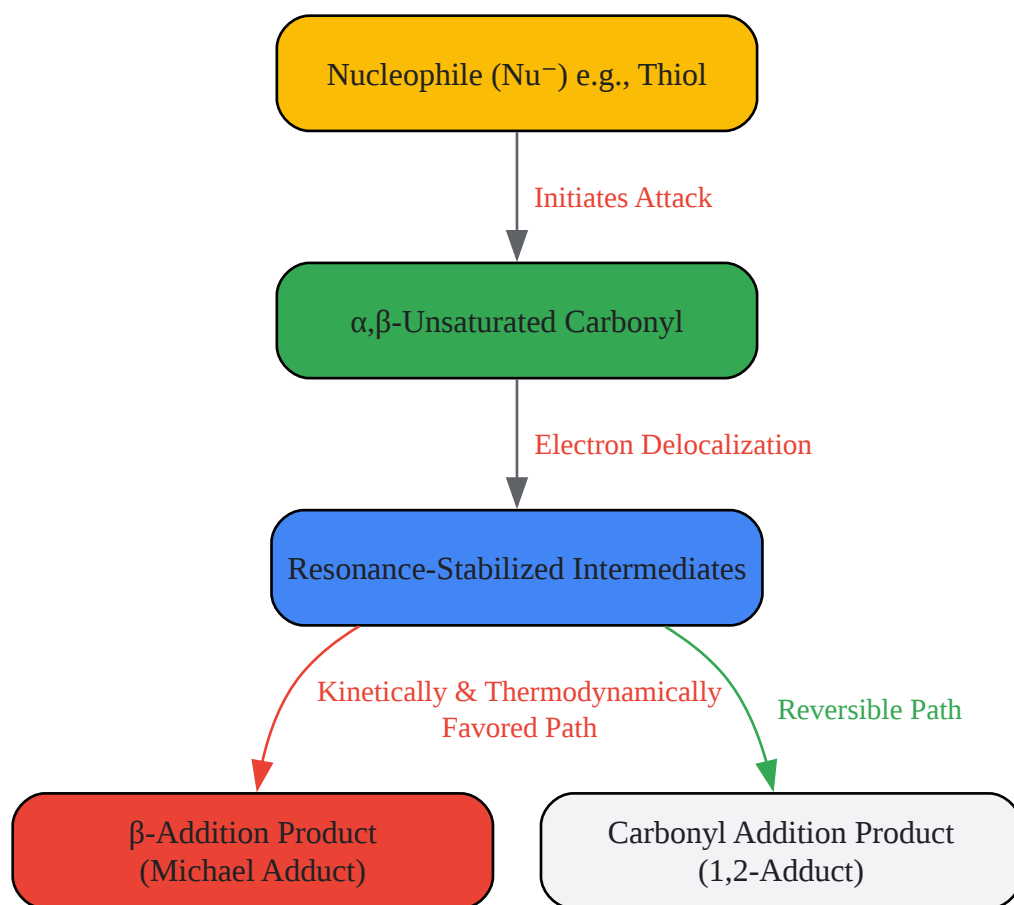 Nucleophile (Nu⁻) e.g., Thiol
Initiates Attack
α,β-Unsaturated Carbonyl
Electron Delocalization
Resonance-Stabilized Intermediates
Kinetically & Thermodynamically
Favored Path
Reversible Path
β-Addition Product
(Michael Adduct)
Carbonyl Addition Product
(1,2-Adduct)